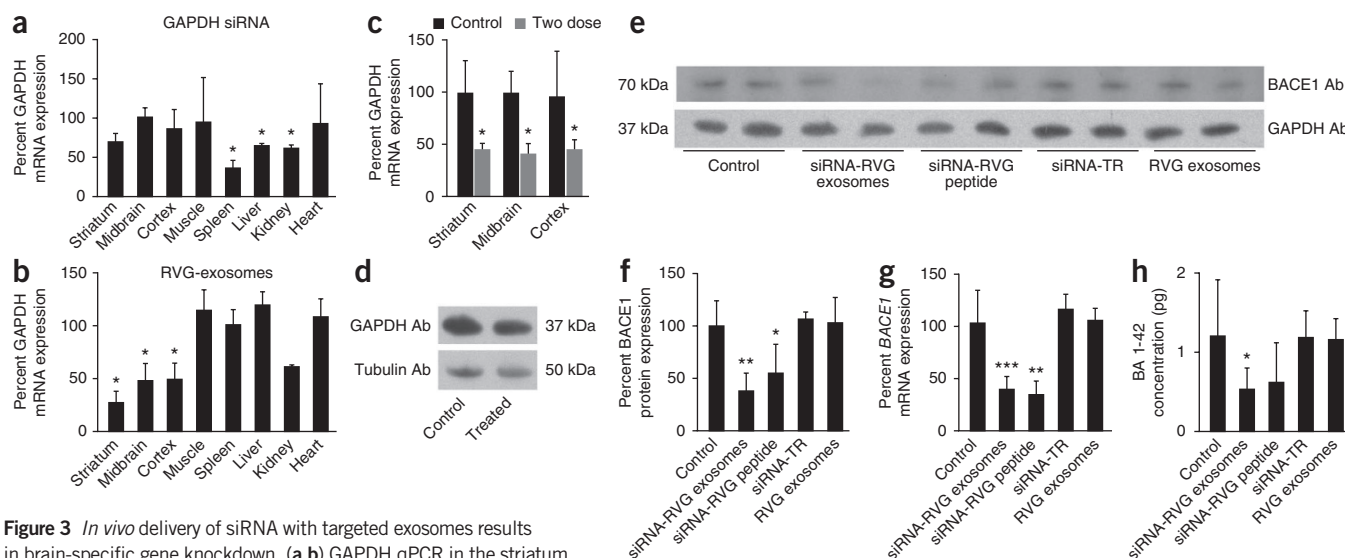 a
GAPDH siRNA
Percent GAPDH
mRNA expression
200
150
100
50
0
Striatum
Midbrain
Cortex
Muscle
Spleen
*
Liver
*
Kidney
*
Heart
b
RVG-exosomes
Percent GAPDH
mRNA expression
150
100
50
0
Striatum
*
Midbrain
*
Cortex
*
Muscle
Spleen
Liver
Kidney
Heart
c
Control
Two dose
Percent GAPDH
mRNA expression
150
100
50
0
Striatum
*
Midbrain
*
Cortex
*
d
GAPDH Ab
37 kDa
Tubulin Ab
50 kDa
Control
Treated
e
70 kDa
BACE1 Ab
37 kDa
GAPDH Ab
Control
siRNA-RVG
exosomes
siRNA-RVG
peptide
siRNA-TR
RVG exosomes
f
Percent BACE1
protein expression
150
100
50
0
Control
**
siRNA-RVG exosomes
*
siRNA-RVG peptide
siRNA-TR
RVG exosomes
g
Percent BACE1
mRNA expression
150
100
50
0
Control
***
siRNA-RVG exosomes
**
siRNA-RVG peptide
siRNA-TR
RVG exosomes
h
BA 1-42
concentration (pg)
2
1
0
Control
*
siRNA-RVG exosomes
siRNA-RVG peptide
siRNA-TR
RVG exosomes
Figure 3 In vivo delivery of siRNA with targeted exosomes results
in brain-specific gene knockdown. (a,b) GAPDH qPCR in the striatum,